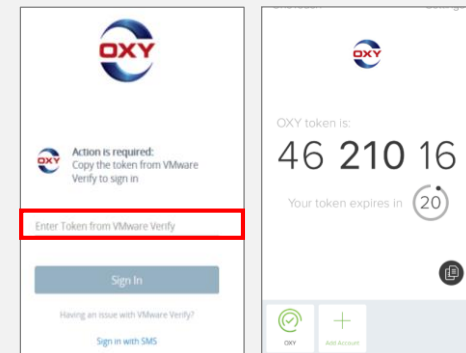 OXY
OXY
Action is required:
Copy the token from VMware
Verify to sign in
Enter Token from VMware Verify
Sign In
Having an issue with VMware Verify?
Sign in with SMS
OXY
OXY token is:
46 210 16
Your token expires in 20
OXY
Add Account